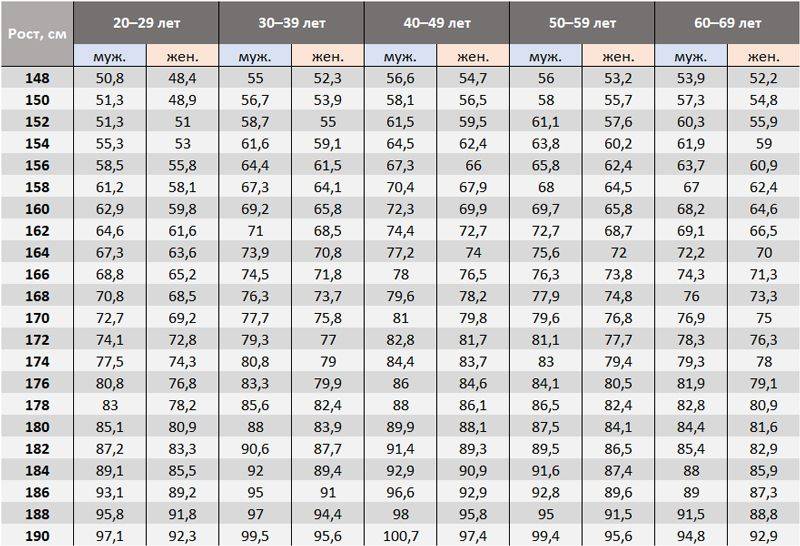 Рост, см 20–29 лет 30–39 лет 40–49 лет 50–59 лет 60–69 лет
муж. жен. муж. жен. муж. жен. муж. жен. муж. жен.
148 50,8 48,4 55 52,3 56,6 54,7 56 53,2 53,9 52,2
150 51,3 48,9 56,7 53,9 58,1 56,5 58 55,7 57,3 54,8
152 51,3 51 58,7 55 61,5 59,5 61,1 57,6 60,3 55,9
154 55,3 53 61,6 59,1 64,5 62,4 63,8 60,2 61,9 59
156 58,5 55,8 64,4 61,5 67,3 66 65,8 62,4 63,7 60,9
158 61,2 58,1 67,3 64,1 70,4 67,9 68 64,5 67 62,4
160 62,9 59,8 69,2 65,8 72,3 69,9 69,7 65,8 68,2 64,6
162 64,6 61,6 71 68,5 74,4 72,7 72,7 68,7 69,1 66,5
164 67,3 63,6 73,9 70,8 77,2 74 75,6 72 72,2 70
166 68,8 65,2 74,5 71,8 78 76,5 76,3 73,8 74,3 71,3
168 70,8 68,5 76,3 73,7 79,6 78,2 77,9 74,8 76 73,3
170 72,7 69,2 77,7 75,8 81 79,8 79,6 76,8 76,9 75
172 74,1 72,8 79,3 77 82,8 81,7 81,1 77,7 78,3 76,3
174 77,5 74,3 80,8 79 84,4 83,7 83 79,4 79,3 78
176 80,8 76,8 83,3 79,9 86 84,6 84,1 80,5 81,9 79,1
178 83 78,2 85,6 82,4 88 86,1 86,5 82,4 82,8 80,9
180 85,1 80,9 88 83,9 89,9 88,1 87,5 84,1 84,4 81,6
182 87,2 83,3 90,6 87,7 91,4 89,3 89,5 86,5 85,4 82,9
184 89,1 85,5 92 89,4 92,9 90,9 91,6 87,4 88 85,9
186 93,1 89,2 95 91 96,6 92,9 92,8 89,6 89 87,3
188 95,8 91,8 97 94,4 98 95,8 95 91,5 91,5 88,8
190 97,1 92,3 99,5 95,6 100,7 97,4 99,4 95,6 94,8 92,9